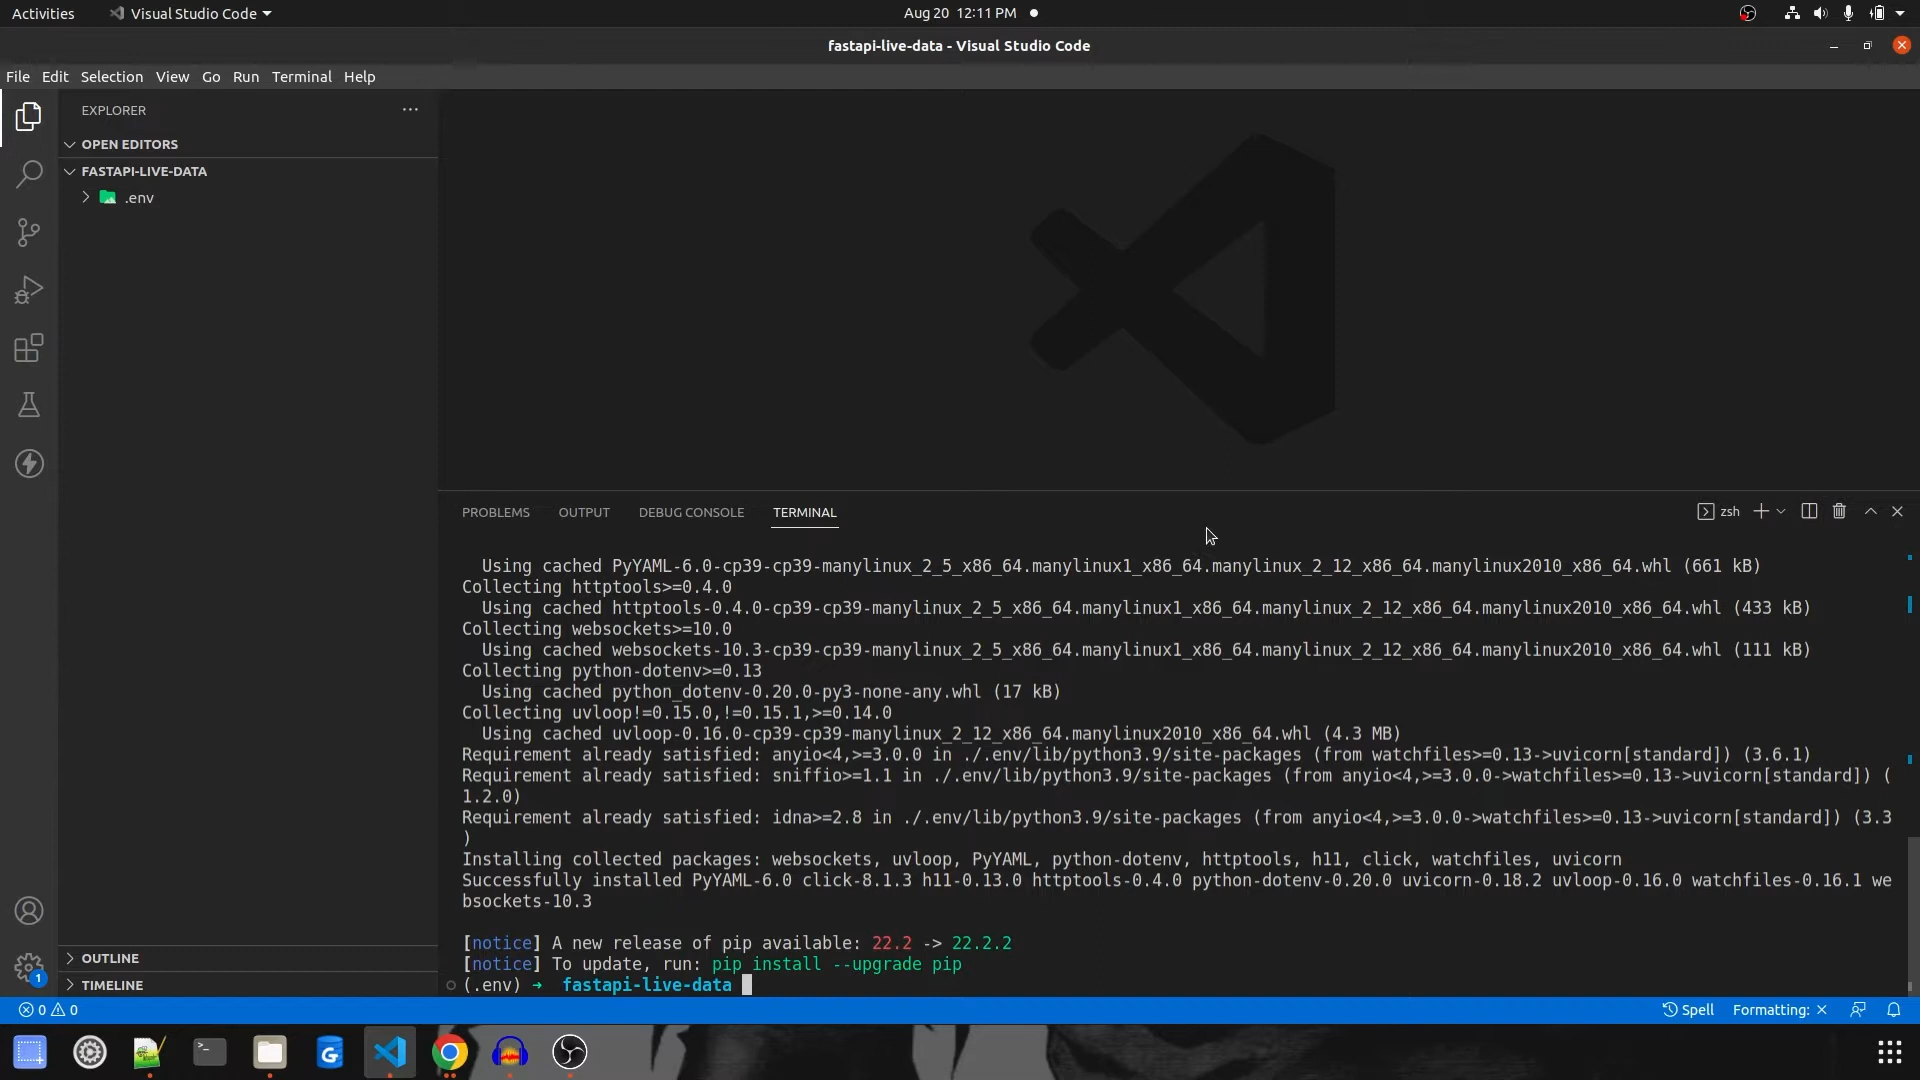 Activities
Visual Studio Code
Aug 20 12:11 PM
fastapi-live-data - Visual Studio Code
File Edit Selection View Go Run Terminal Help
EXPLORER
OPEN EDITORS
FASTAPI-LIVE-DATA
.env
PROBLEMS OUTPUT DEBUG CONSOLE TERMINAL
zsh
Using cached PyYAML-6.0-cp39-cp39-manylinux_2_5_x86_64.manylinux1_x86_64.manylinux_2_12_x86_64.manylinux2010_x86_64.whl (661 kB)
Collecting httptools>=0.4.0
Using cached httptools-0.4.0-cp39-cp39-manylinux_2_5_x86_64.manylinux1_x86_64.manylinux_2_12_x86_64.manylinux2010_x86_64.whl (433 kB)
Collecting websockets>=10.0
Using cached websockets-10.3-cp39-cp39-manylinux_2_5_x86_64.manylinux1_x86_64.manylinux_2_12_x86_64.manylinux2010_x86_64.whl (111 kB)
Collecting python-dotenv>=0.13
Using cached python_dotenv-0.20.0-py3-none-any.whl (17 kB)
Collecting uvloop!=0.15.0,!=0.15.1,>=0.14.0
Using cached uvloop-0.16.0-cp39-cp39-manylinux_2_12_x86_64.manylinux2010_x86_64.whl (4.3 MB)
Requirement already satisfied: anyio<4,>=3.0.0 in ./.env/lib/python3.9/site-packages (from watchfiles>=0.13->uvicorn[standard]) (3.6.1)
Requirement already satisfied: sniffio>=1.1 in ./.env/lib/python3.9/site-packages (from anyio<4,>=3.0.0->watchfiles>=0.13->uvicorn[standard]) (
1.2.0)
Requirement already satisfied: idna>=2.8 in ./.env/lib/python3.9/site-packages (from anyio<4,>=3.0.0->watchfiles>=0.13->uvicorn[standard]) (3.3
)
Installing collected packages: websockets, uvloop, PyYAML, python-dotenv, httptools, h11, click, watchfiles, uvicorn
Successfully installed PyYAML-6.0 click-8.1.3 h11-0.13.0 httptools-0.4.0 python-dotenv-0.20.0 uvicorn-0.18.2 uvloop-0.16.0 watchfiles-0.16.1 we
bsockets-10.3
[notice] A new release of pip available: 22.2 -> 22.2.2
[notice] To update, run: pip install --upgrade pip
(.env) → fastapi-live-data
OUTLINE
TIMELINE
1
0 0
Spell
Formatting: ×